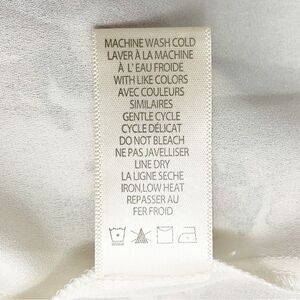 MACHINE WASH COLD
LAVER À LA MACHINE
À L' EAU FROIDE
WITH LIKE COLORS
AVEC COULEURS
SIMILAIRES
GENTLE CYCLE
CYCLE DÉLICAT
DO NOT BLEACH
NE PAS JAVELLISER
LINE DRY
LA LIGNE SECHE
IRON,LOW HEAT
REPASSER AU
FER FROID